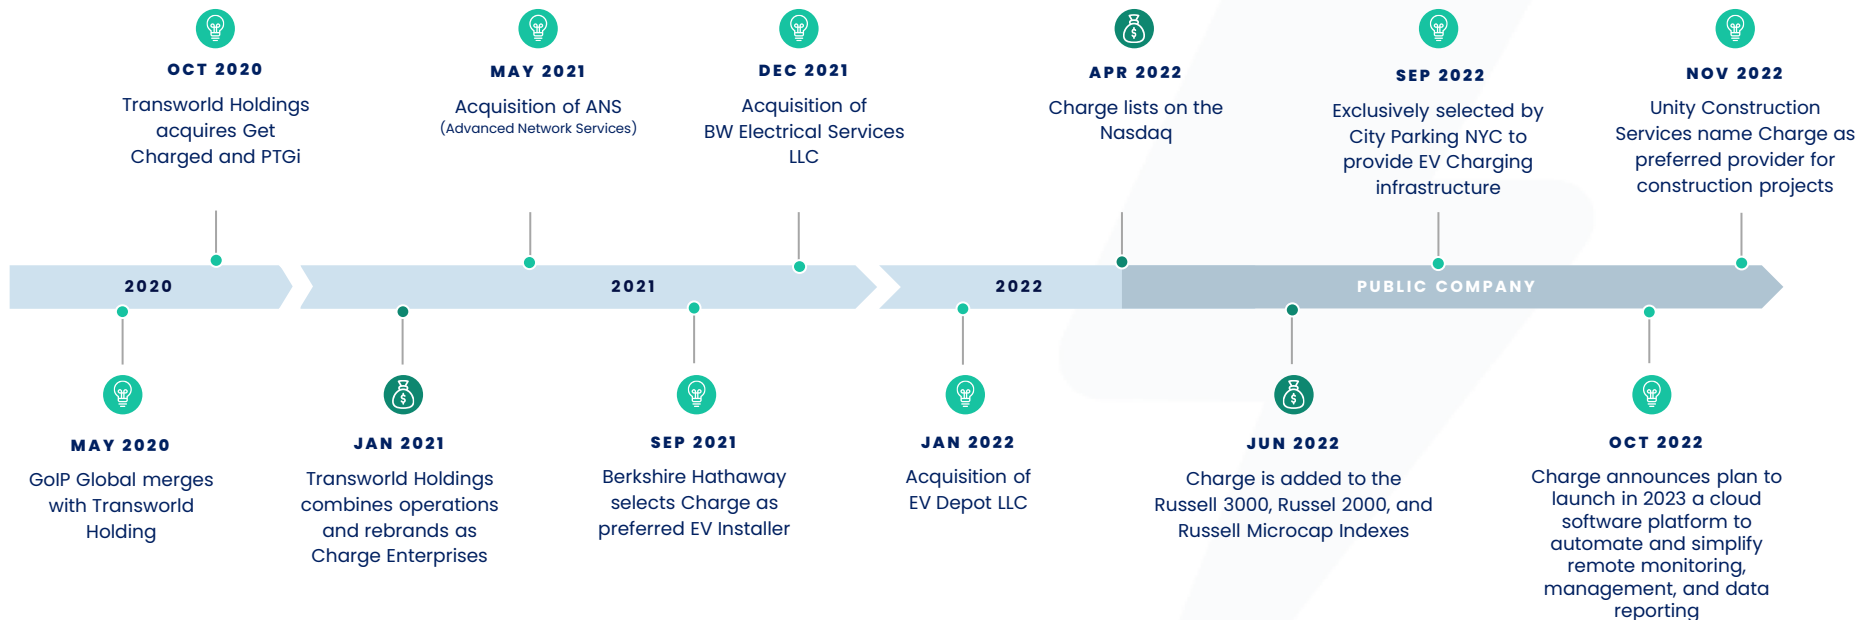 OCT 2020
Transworld Holdings
acquires Get
Charged and PTGi
MAY 2021
Acquisition of ANS
(Advanced Network Services)
DEC 2021
Acquisition of
BW Electrical Services
LLC
APR 2022
Charge lists on the
Nasdaq
SEP 2022
Exclusively selected by
City Parking NYC to
provide EV Charging
infrastructure
NOV 2022
Unity Construction
Services name Charge as
preferred provider for
construction projects
2020
2021
2022
PUBLIC COMPANY
MAY 2020
GoIP Global merges
with Transworld
Holding
JAN 2021
Transworld Holdings
combines operations
and rebrands as
Charge Enterprises
SEP 2021
Berkshire Hathaway
selects Charge as
preferred EV Installer
JAN 2022
Acquisition of
EV Depot LLC
JUN 2022
Charge is added to the
Russell 3000, Russel 2000, and
Russell Microcap Indexes
OCT 2022
Charge announces plan to
launch in 2023 a cloud
software platform to
automate and simplify
remote monitoring,
management, and data
reporting